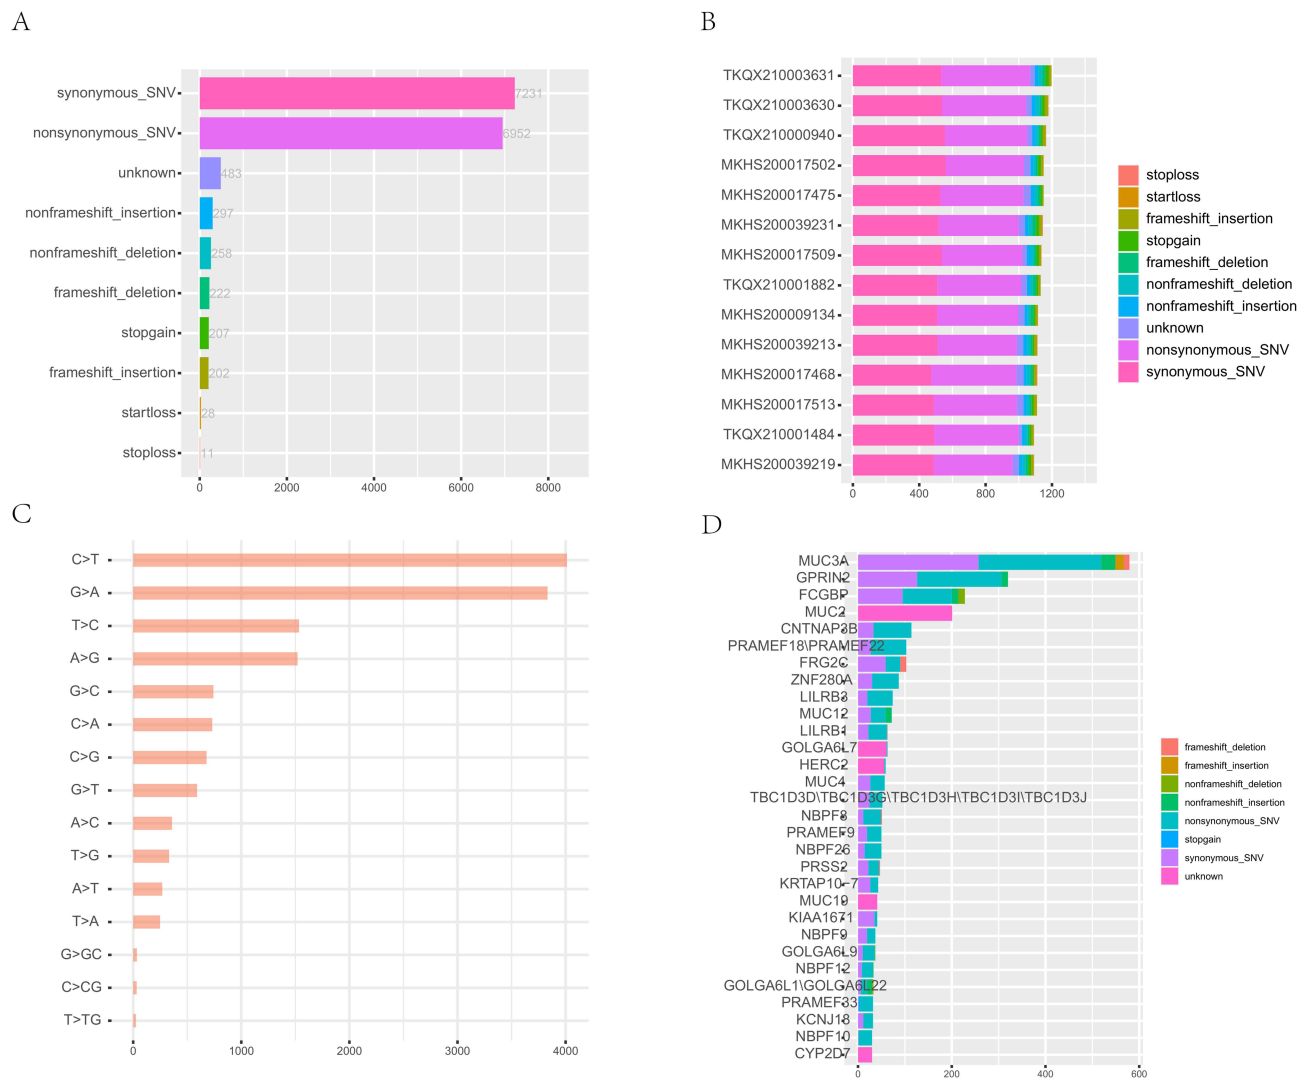 A
synonymous_SNV
7231
nonsynonymous_SNV
6952
unknown
483
nonframeshift_insertion
297
nonframeshift_deletion
258
frameshift_deletion
222
stopgain
207
frameshift_insertion
202
startloss
28
stoploss
11
0 2000 4000 6000 8000
B
TKQX210003631
TKQX210003630
TKQX210000940
MKHS200017502
MKHS200017475
MKHS200039231
MKHS200017509
TKQX210001882
MKHS200009134
MKHS200039213
MKHS200017468
MKHS200017513
TKQX210001484
MKHS200039219
0 400 800 1200
stoploss
startloss
frameshift_insertion
stopgain
frameshift_deletion
nonframeshift_deletion
nonframeshift_insertion
unknown
nonsynonymous_SNV
synonymous_SNV
C
C>T
G>A
T>C
A>G
G>C
C>A
C>G
G>T
A>C
T>G
A>T
T>A
G>GC
C>CG
T>TG
0 1000 2000 3000 4000
D
MUC3A
GPRIN2
FCGBP
MUC2
CNTNAP3B
PRAMEF18\PRAMEF22
FRG2C
ZNF280A
LILRB3
MUC12
LILRB1
GOLGA6L7
HERC2
MUC4
TBC1D3D\TBC1D3G\TBC1D3H\TBC1D3I\TBC1D3J
NBPF8
PRAMEF9
NBPF26
PRSS2
KRTAP10-7
MUC19
KIAA1671
NBPF9
GOLGA6L9
NBPF12
GOLGA6L1\GOLGA6L22
PRAMEF33
KCNJ18
NBPF10
CYP2D7
0 200 400 600
frameshift_deletion
frameshift_insertion
nonframeshift_deletion
nonframeshift_insertion
nonsynonymous_SNV
stopgain
synonymous_SNV
unknown